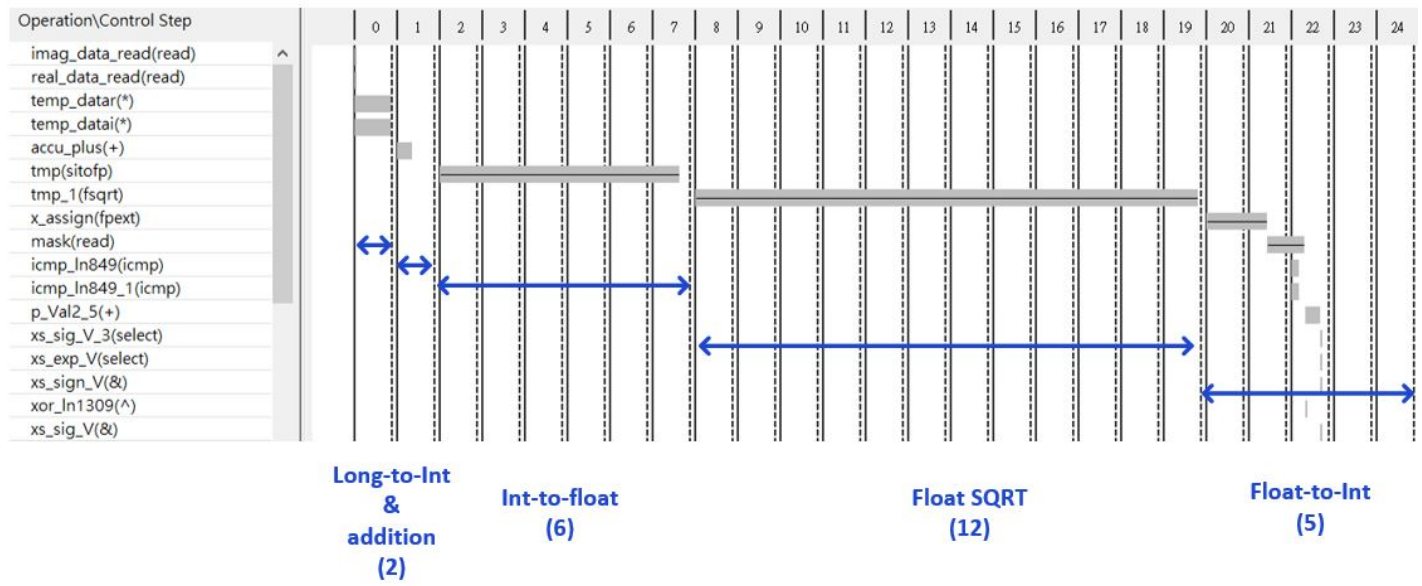 Operation\Control Step
0 1 2 3 4 5 6 7 8 9 10 11 12 13 14 15 16 17 18 19 20 21 22 23 24
imag_data_read(read)
real_data_read(read)
temp_datar(*)
temp_datai(*)
accu_plus(+)
tmp(sitofp)
tmp_1(fsqrt)
x_assign(fpext)
mask(read)
icmp_ln849(icmp)
icmp_ln849_1(icmp)
p_Val2_5(+)
xs_sig_V_3(select)
xs_exp_V(select)
xs_sign_V(&)
xor_ln1309(^)
xs_sig_V(&)
Long-to-Int
&
addition
(2)
Int-to-float
(6)
Float SQRT
(12)
Float-to-Int
(5)